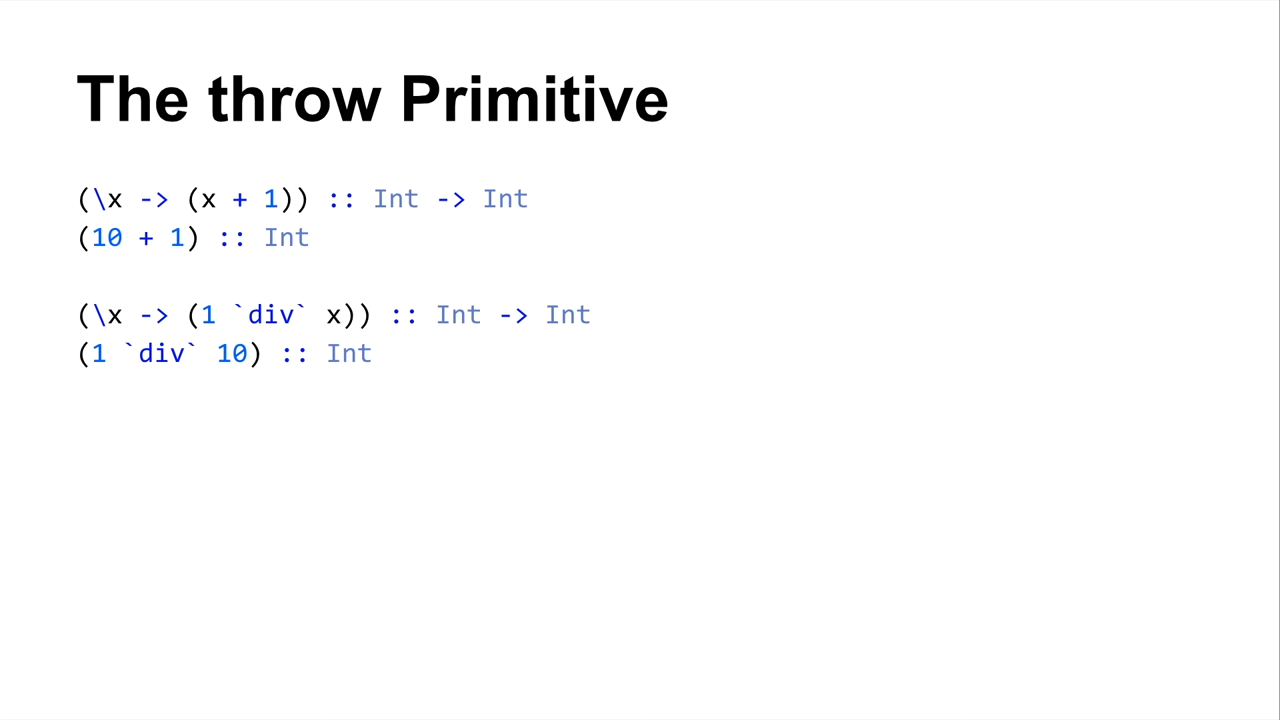 The throw Primitive
(\x -> (x + 1)) :: Int -> Int
(10 + 1) :: Int
(\x -> (1 `div` x)) :: Int -> Int
(1 `div` 10) :: Int